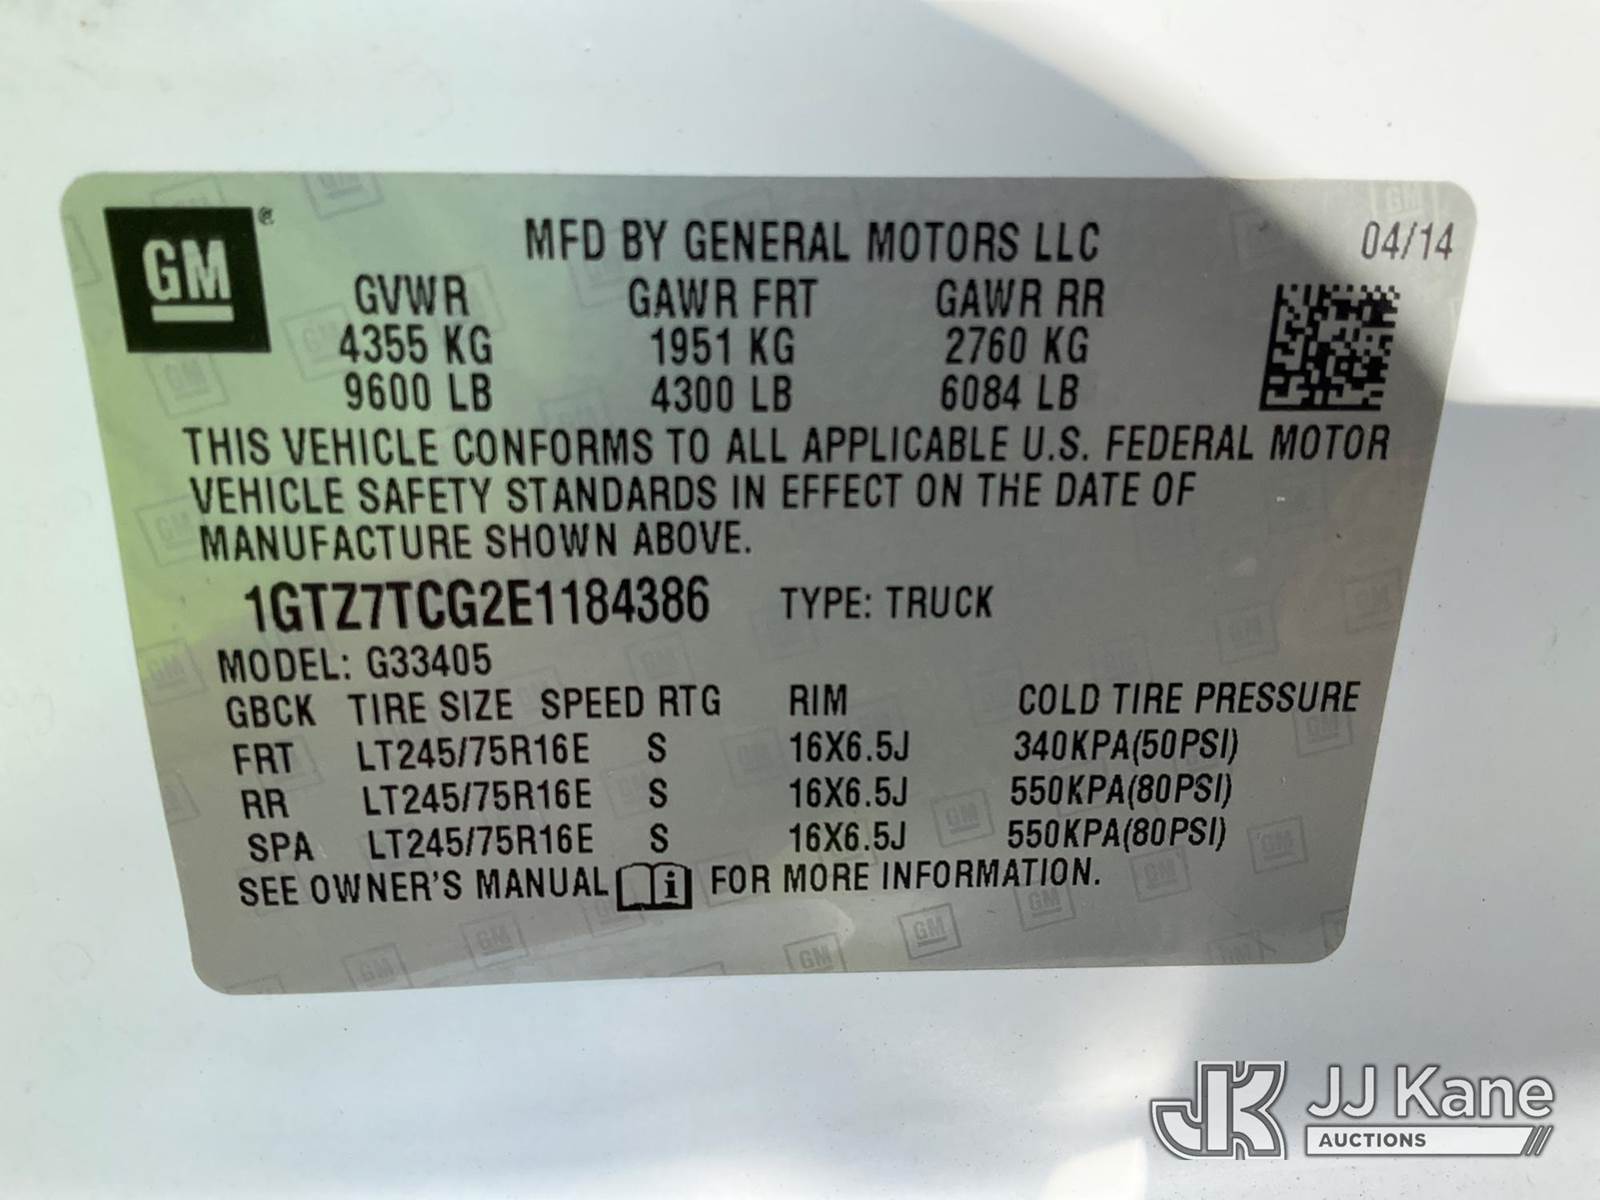 GM ®
MFD BY GENERAL MOTORS LLC 04/14
GVWR GAWR FRT GAWR RR
4355 KG 1951 KG 2760 KG
9600 LB 4300 LB 6084 LB
THIS VEHICLE CONFORMS TO ALL APPLICABLE U.S. FEDERAL MOTOR
VEHICLE SAFETY STANDARDS IN EFFECT ON THE DATE OF
MANUFACTURE SHOWN ABOVE.
1GTZ7TCG2E1184386 TYPE: TRUCK
MODEL: G33405
GBCK TIRE SIZE SPEED RTG RIM COLD TIRE PRESSURE
FRT LT245/75R16E S 16X6.5J 340KPA(50PSI)
RR LT245/75R16E S 16X6.5J 550KPA(80PSI)
SPA LT245/75R16E S 16X6.5J 550KPA(80PSI)
SEE OWNER'S MANUAL i FOR MORE INFORMATION.
JK JJ Kane
AUCTIONS